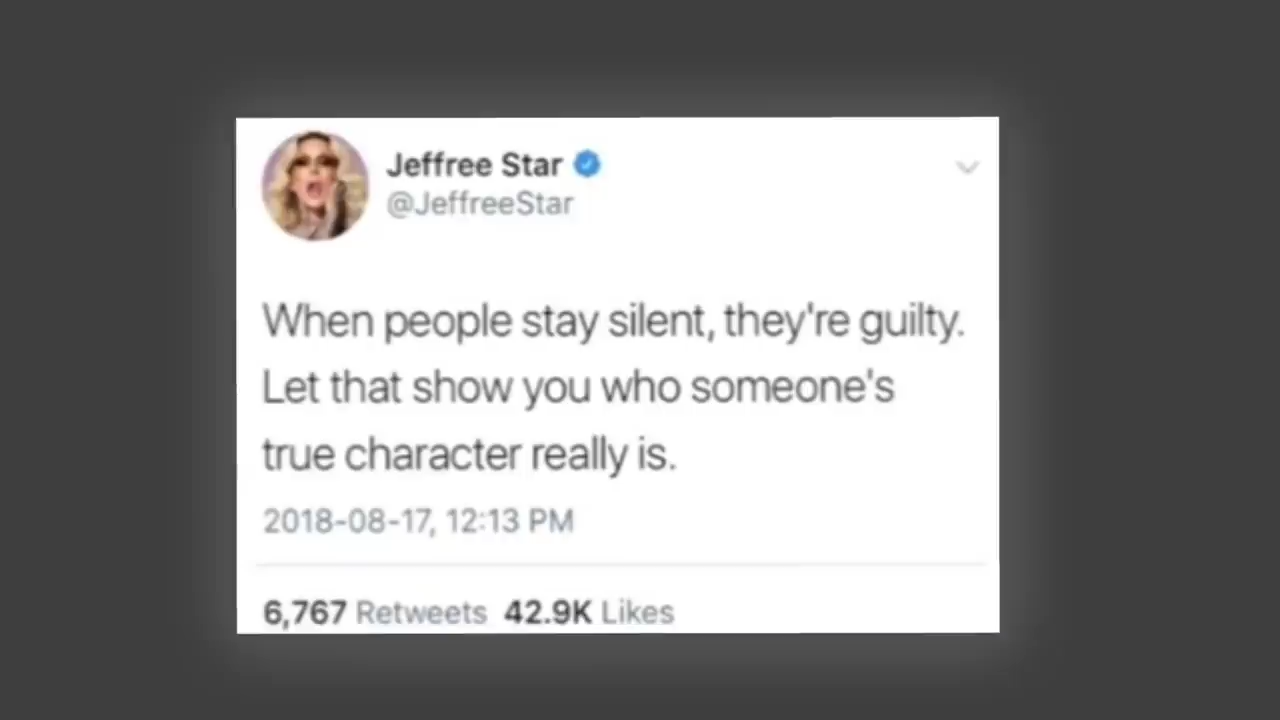 Jeffree Star
@JeffreeStar
When people stay silent, they're guilty.
Let that show you who someone's
true character really is.
2018-08-17, 12:13 PM
6,767 Retweets 42.9K Likes